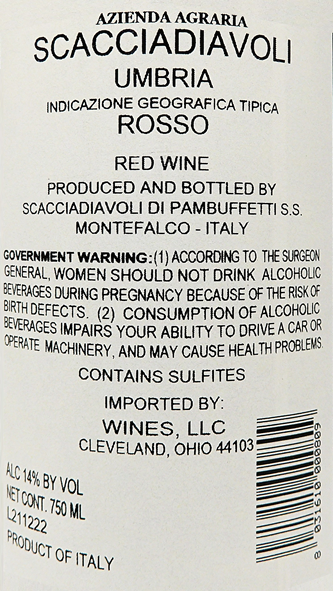 AZIENDA AGRARIA
SCACCIADIAVOLI
UMBRIA
INDICAZIONE GEOGRAFICA TIPICA
ROSSO
RED WINE
PRODUCED AND BOTTLED BY
SCACCIADIAVOLI DI PAMBUFFETTI S.S.
MONTEFALCO - ITALY
GOVERNMENT WARNING:(1) ACCORDING TO THE SURGEON
GENERAL, WOMEN SHOULD NOT DRINK ALCOHOLIC
BEVERAGES DURING PREGNANCY BECAUSE OF THE RISK OF
BIRTH DEFECTS. (2) CONSUMPTION OF ALCOHOLIC
BEVERAGES IMPAIRS YOUR ABILITY TO DRIVE A CAR OR
OPERATE MACHINERY, AND MAY CAUSE HEALTH PROBLEMS.
CONTAINS SULFITES
IMPORTED BY:
WINES, LLC
CLEVELAND, OHIO 44103
ALC 14% BY VOL
NET CONT. 750 ML
L211222
PRODUCT OF ITALY
8 031610 000809